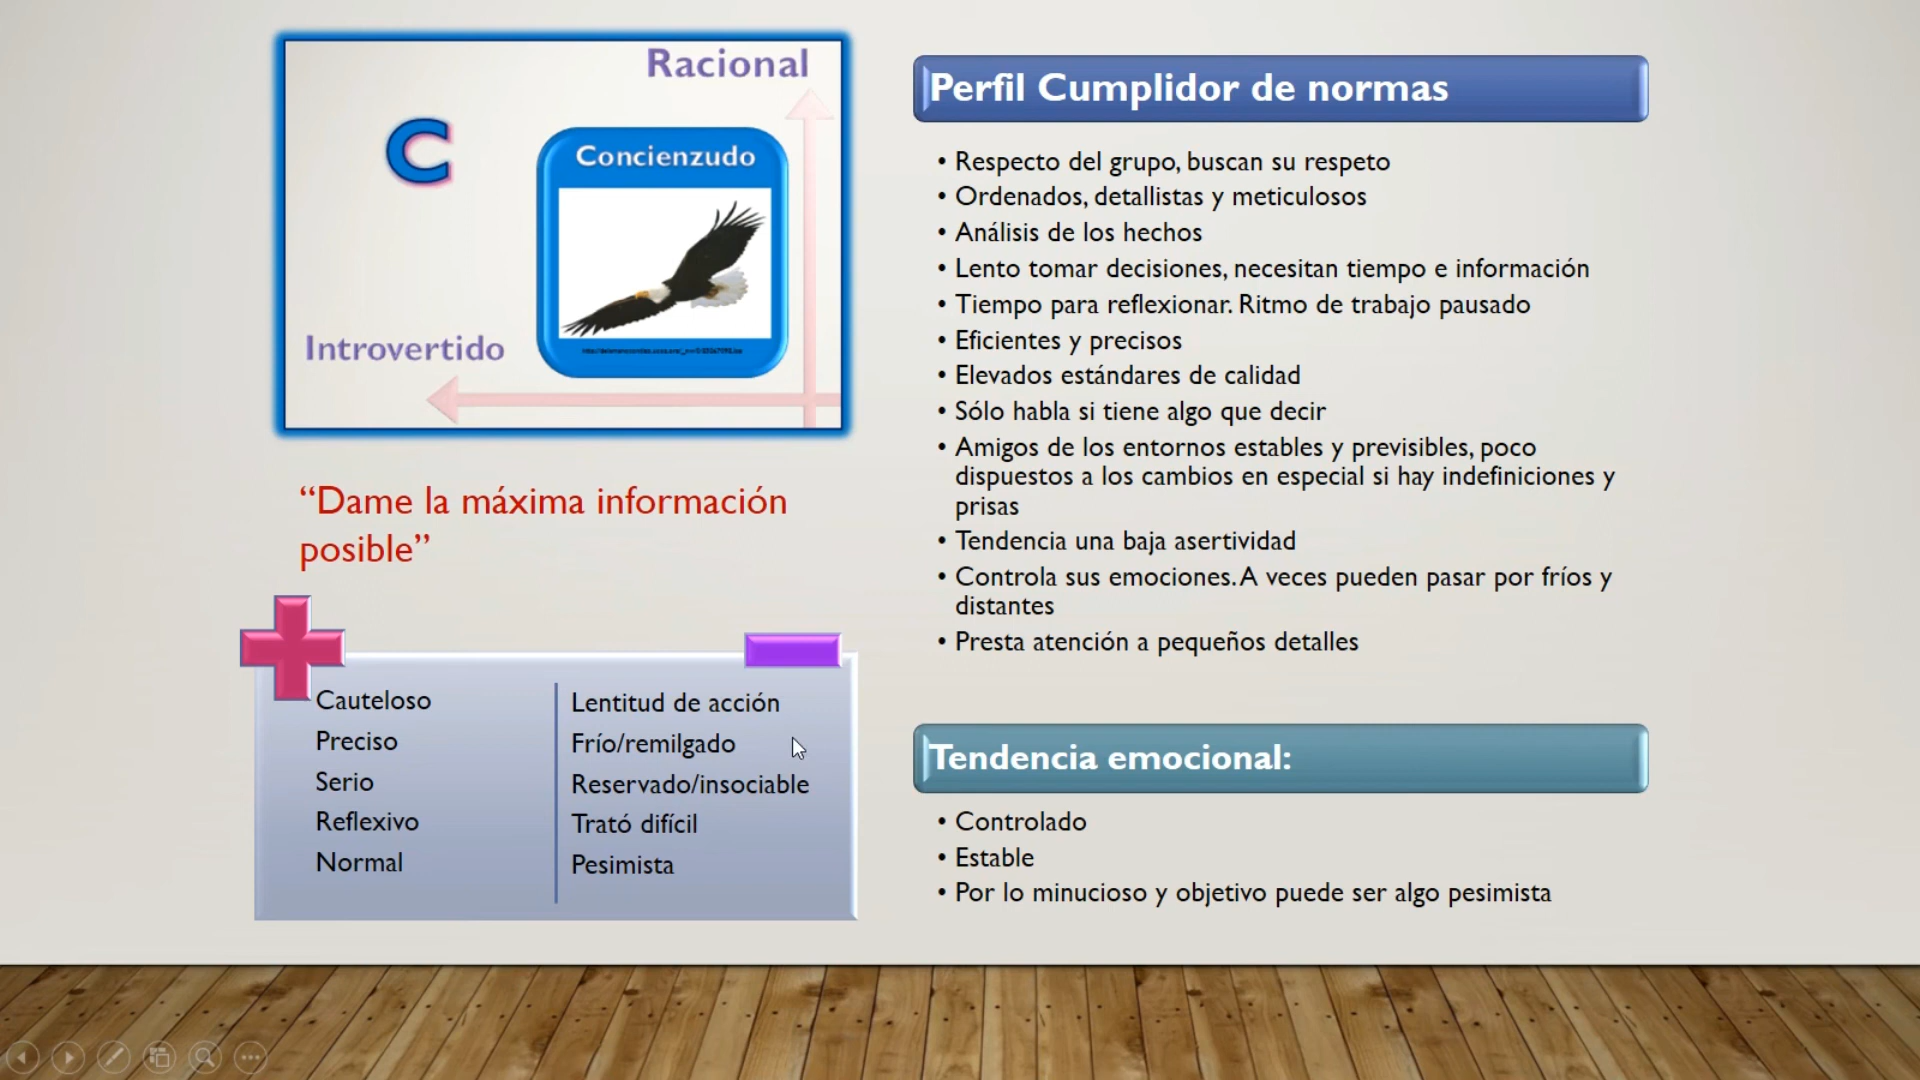 Racional
C
Concienzudo
Introvertido
“Dame la máxima información
posible”
Cauteloso
Preciso
Serio
Reflexivo
Normal
Lentitud de acción
Frío/remilgado
Reservado/insociable
Trató difícil
Pesimista
Perfil Cumplidor de normas
• Respecto del grupo, buscan su respeto
• Ordenados, detallistas y meticulosos
• Análisis de los hechos
• Lento tomar decisiones, necesitan tiempo e información
• Tiempo para reflexionar. Ritmo de trabajo pausado
• Eficientes y precisos
• Elevados estándares de calidad
• Sólo habla si tiene algo que decir
• Amigos de los entornos estables y previsibles, poco
dispuestos a los cambios en especial si hay indefiniciones y
prisas
• Tendencia una baja asertividad
• Controla sus emociones. A veces pueden pasar por fríos y
distantes
• Presta atención a pequeños detalles
Tendencia emocional:
• Controlado
• Estable
• Por lo minucioso y objetivo puede ser algo pesimista